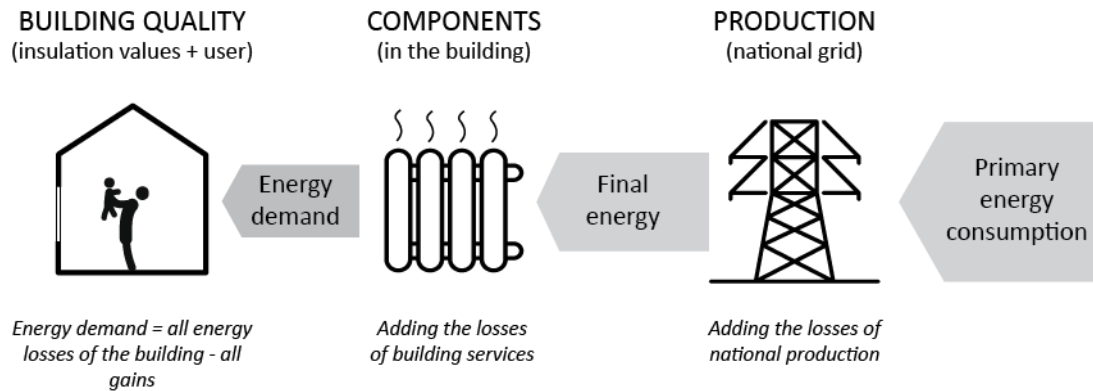 BUILDING QUALITY
(insulation values + user)
COMPONENTS
(in the building)
PRODUCTION
(national grid)
Energy
demand
Final
energy
Primary
energy
consumption
Energy demand = all energy
losses of the building - all
gains
Adding the losses
of building services
Adding the losses of
national production